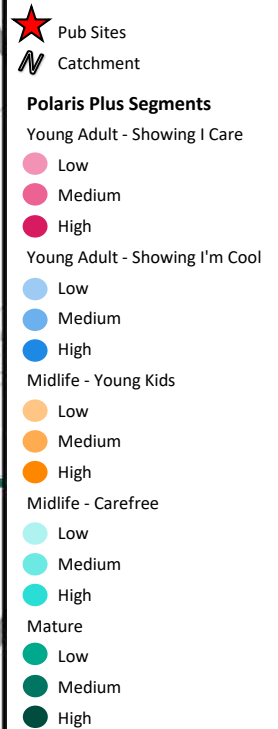 Pub Sites
Catchment
Polaris Plus Segments
Young Adult - Showing I Care
Low
Medium
High
Young Adult - Showing I'm Cool
Low
Medium
High
Midlife - Young Kids
Low
Medium
High
Midlife - Carefree
Low
Medium
High
Mature
Low
Medium
High